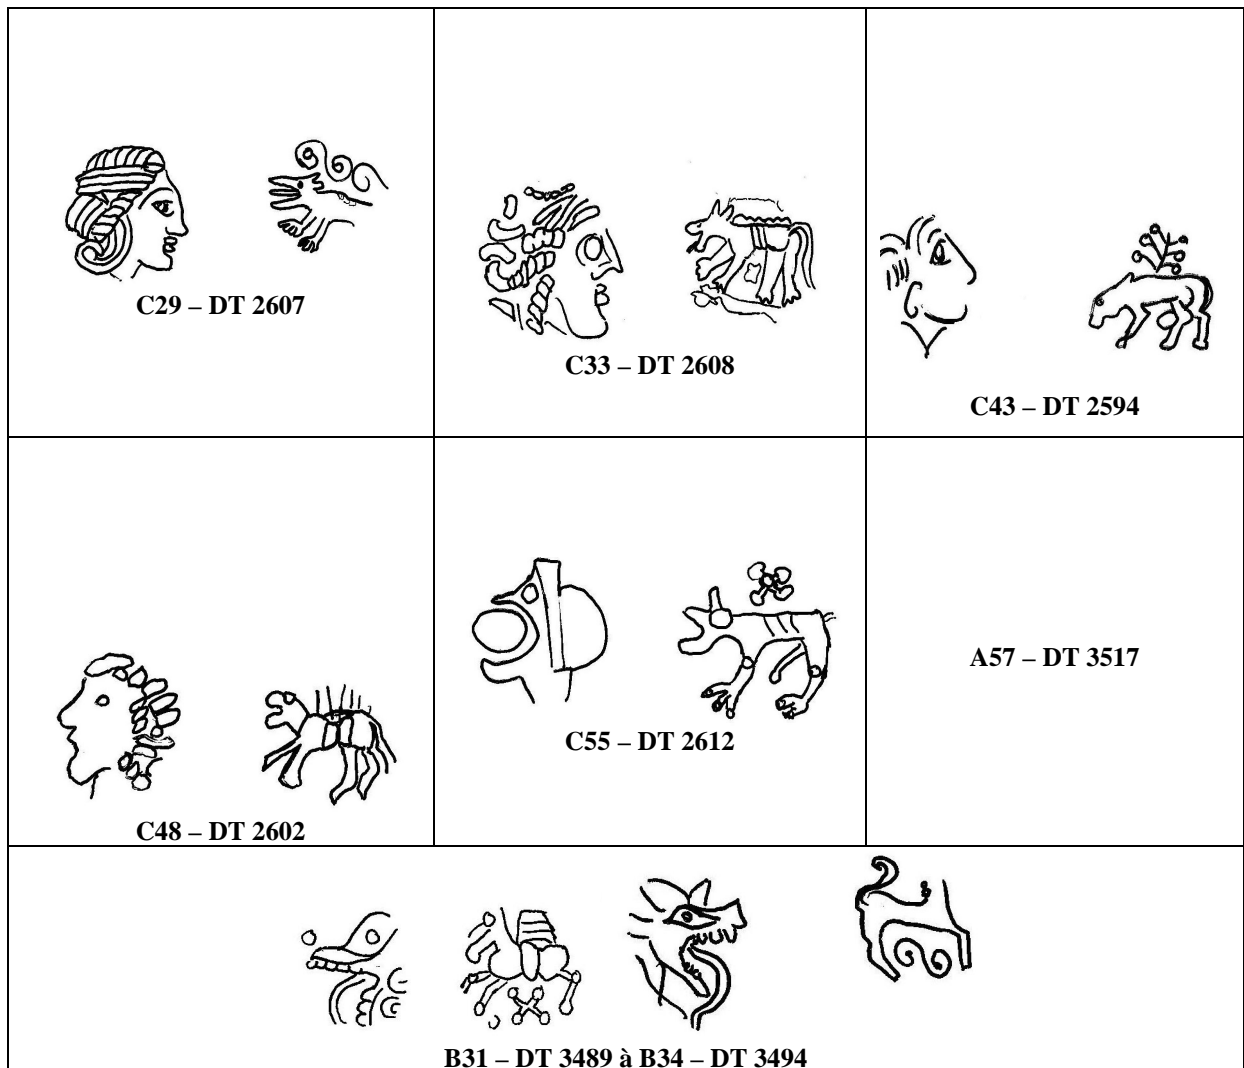 C29 – DT 2607
C33 – DT 2608
C43 – DT 2594
C48 – DT 2602
C55 – DT 2612
A57 – DT 3517
B31 – DT 3489 à B34 – DT 3494